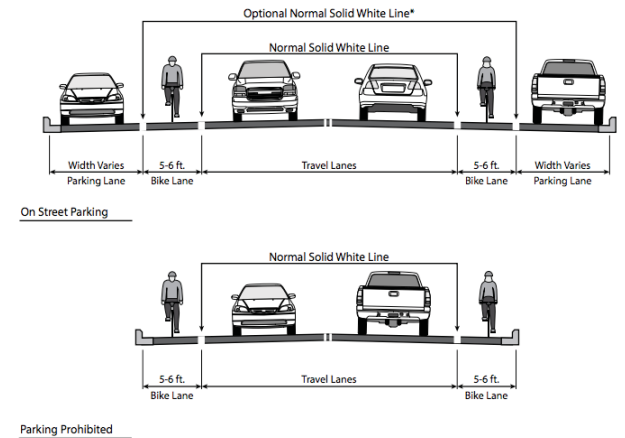 Optional Normal Solid White Line*
Normal Solid White Line
Width Varies 5-6 ft. 5-6 ft. Width Varies
Parking Lane Bike Lane Travel Lanes Bike Lane Parking Lane
On Street Parking
Normal Solid White Line
5-6 ft. Travel Lanes 5-6 ft.
Bike Lane Bike Lane
Parking Prohibited